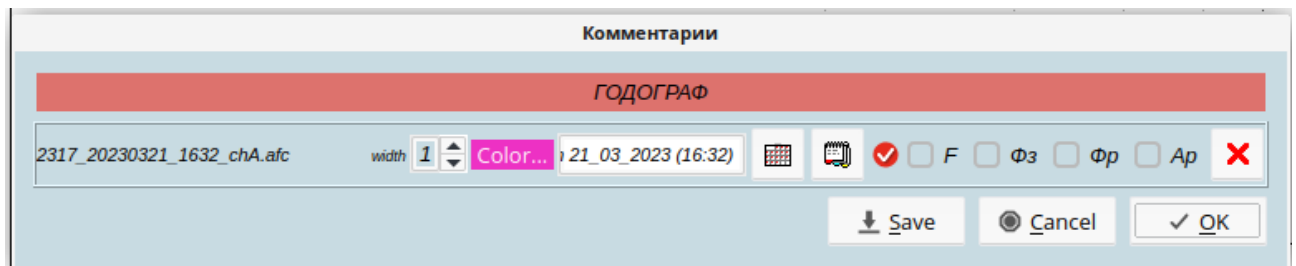 Комментарии
ГОДОГРАФ
2317_20230321_1632_chA.afc width 1 Color... 21_03_2023 (16:32) F Фз Фр Ар
Save Cancel OK